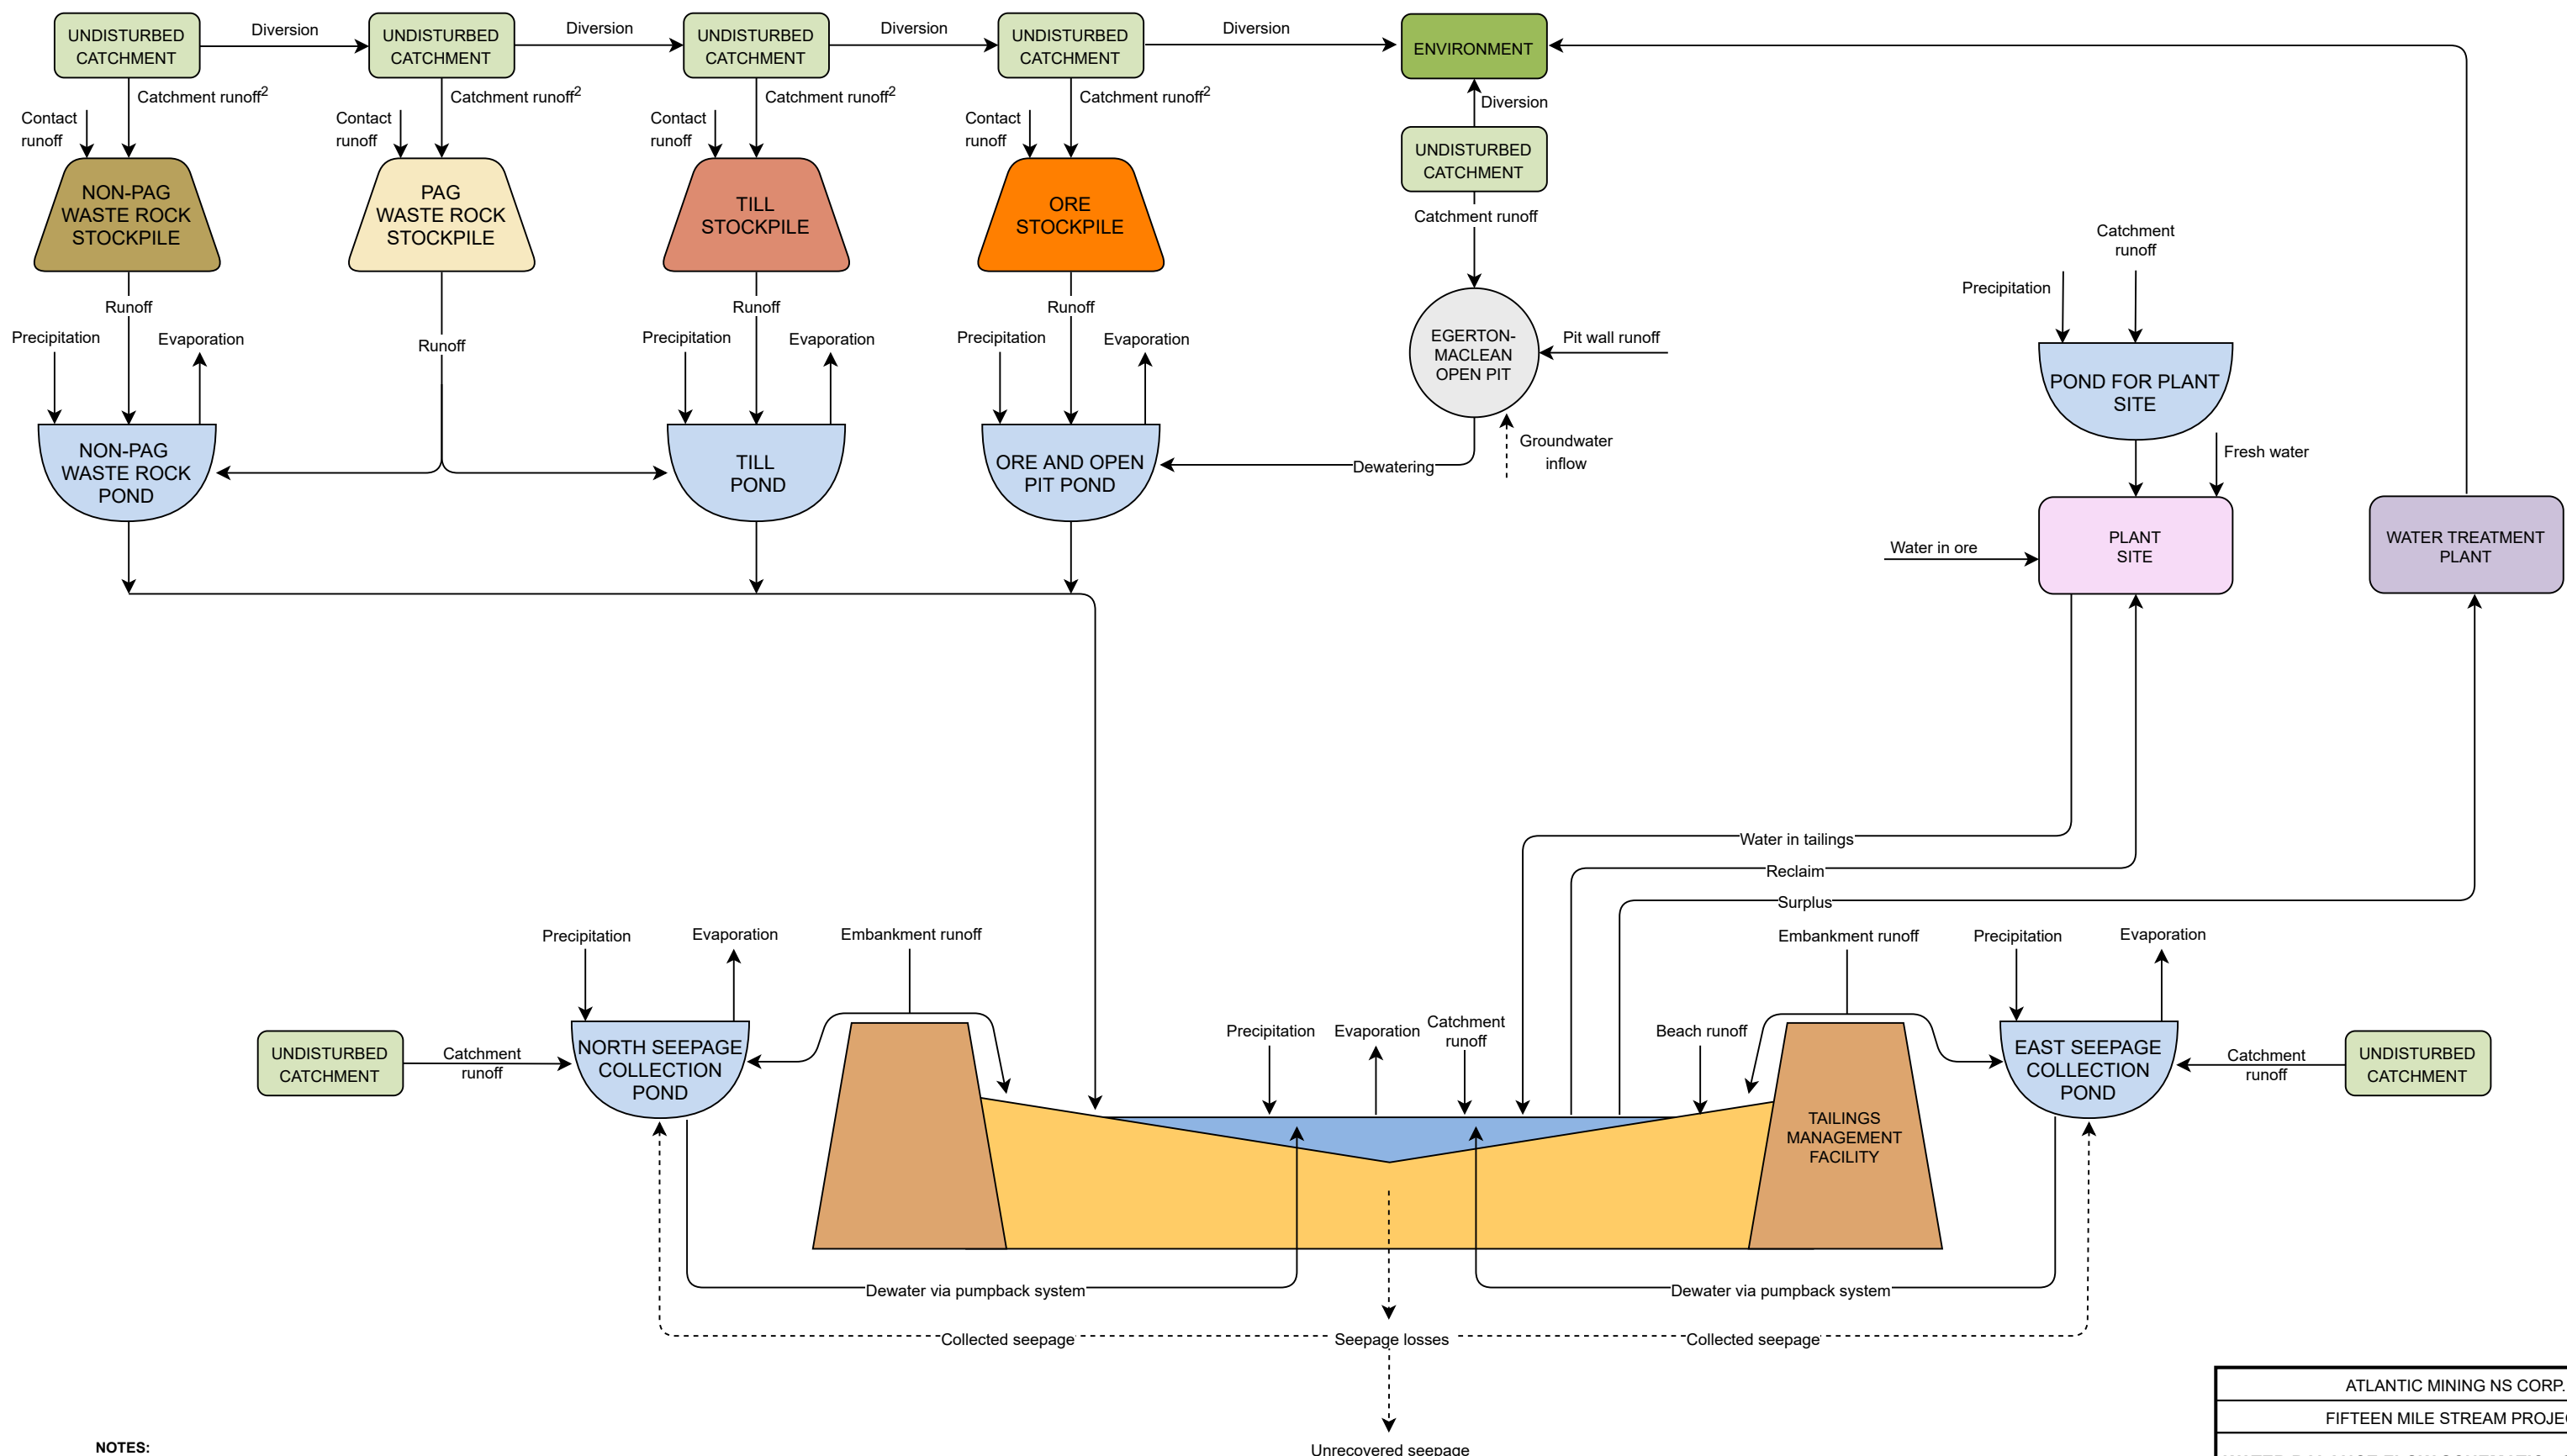 UNDISTURBED
CATCHMENT
Diversion
UNDISTURBED
CATCHMENT
Diversion
UNDISTURBED
CATCHMENT
Diversion
UNDISTURBED
CATCHMENT
Diversion
ENVIRONMENT
Catchment runoff²
Catchment runoff²
Catchment runoff²
Catchment runoff²
Diversion
Contact
runoff
Contact
runoff
Contact
runoff
Contact
runoff
UNDISTURBED
CATCHMENT
NON-PAG
WASTE ROCK
STOCKPILE
PAG
WASTE ROCK
STOCKPILE
TILL
STOCKPILE
ORE
STOCKPILE
Catchment runoff
Catchment
runoff
Precipitation
Runoff
Runoff
Runoff
Runoff
Precipitation
Evaporation
Precipitation
Evaporation
Precipitation
Evaporation
EGERTON-
MACLEAN
OPEN PIT
Pit wall runoff
POND FOR PLANT
SITE
Groundwater
inflow
Fresh water
NON-PAG
WASTE ROCK
POND
TILL
POND
ORE AND OPEN
PIT POND
Dewatering
Water in ore
PLANT
SITE
WATER TREATMENT
PLANT
Water in tailings
Reclaim
Surplus
Precipitation
Evaporation
Embankment runoff
Embankment runoff
Precipitation
Evaporation
UNDISTURBED
CATCHMENT
Catchment
runoff
NORTH SEEPAGE
COLLECTION
POND
Precipitation
Evaporation
Catchment
runoff
Beach runoff
EAST SEEPAGE
COLLECTION
POND
Catchment
runoff
UNDISTURBED
CATCHMENT
TAILINGS
MANAGEMENT
FACILITY
Dewater via pumpback system
Dewater via pumpback system
Collected seepage
Seepage losses
Collected seepage
ATLANTIC MINING NS CORP.
FIFTEEN MILE STREAM PROJEC
NOTES:
Unrecovered seepage